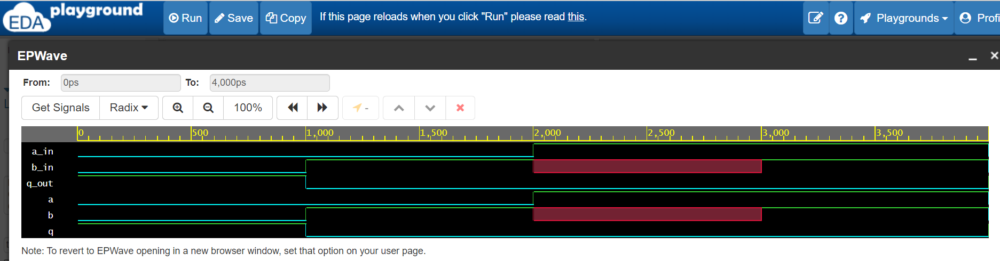 EDA playground
Run Save Copy If this page reloads when you click "Run" please read this. Playgrounds Profi
EPWave
From: 0ps To: 4,000ps
Get Signals Radix 100% -
0 500 1,000 1,500 2,000 2,500 3,000 3,500
a_in
b_in
q_out
a
b
q
Note: To revert to EPWave opening in a new browser window, set that option on your user page.